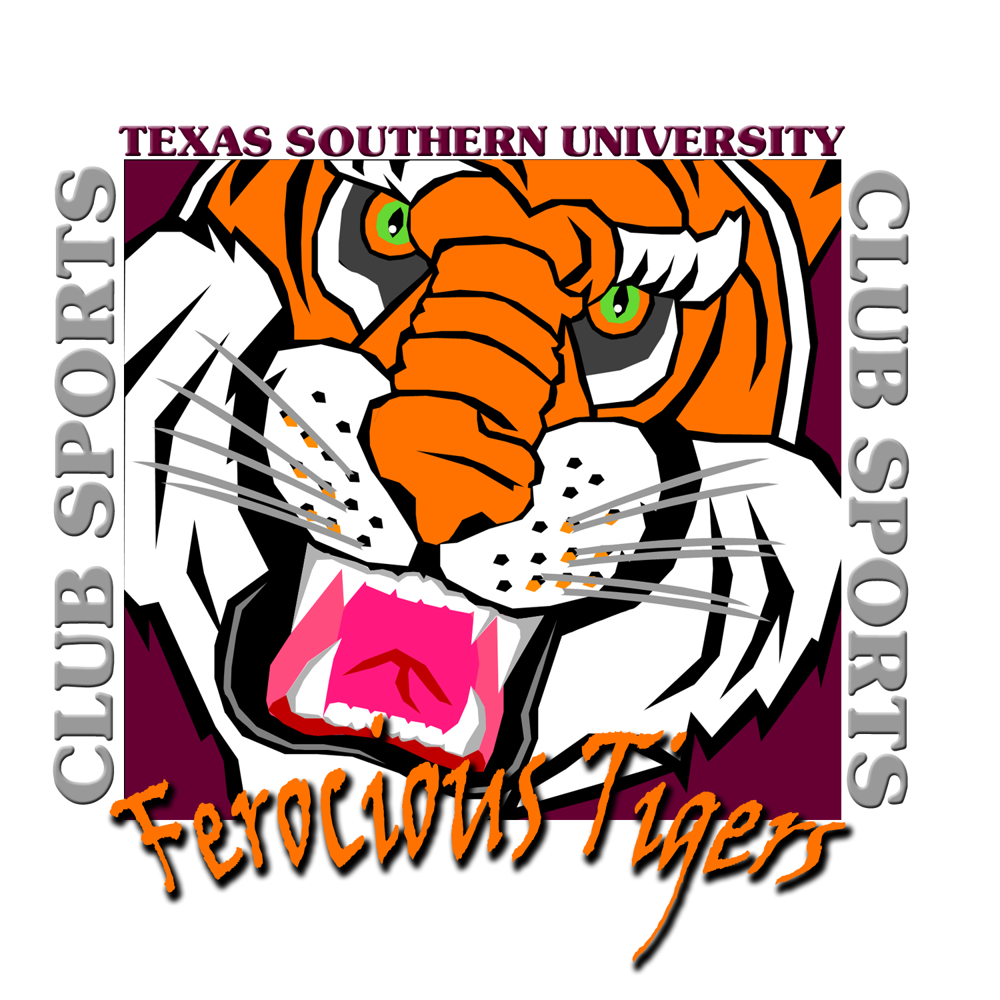 TEXAS SOUTHERN UNIVERSITY
CLUB SPORTS
CLUB SPORTS
Ferocious Tigers